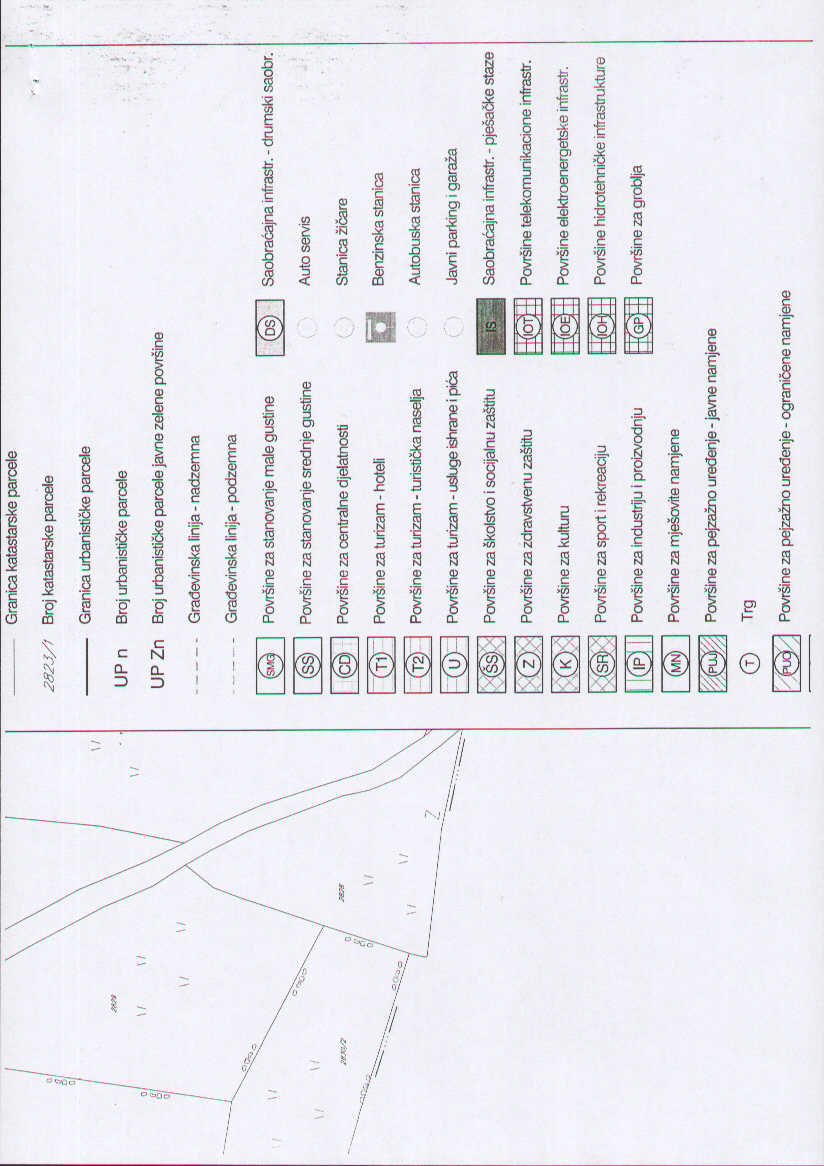 Granica katastarske parcele
2823/1 Broj katastarske parcele
Granica urbanističke parcele
UP n Broj urbanističke parcele
UP Zn Broj urbanističke parcele javne zelene površine
Građevinska linija - nadzemna
Građevinska linija - podzemna
SMG Površine za stanovanje male gustine
SS Površine za stanovanje srednje gustine
CD Površine za centralne djelatnosti
T1 Površine za turizam - hoteli
T2 Površine za turizam - turistička naselja
U Površine za turizam - usluge ishrane i pića
ŠS Površine za školstvo i socijalnu zaštitu
Z Površine za zdravstvenu zaštitu
K Površine za kulturu
SR Površine za sport i rekreaciju
IP Površine za industriju i proizvodnju
MN Površine za mješovite namjene
PUJ Površine za pejzažno uređenje - javne namjene
T Trg
PUO Površine za pejzažno uređenje - ograničene namjene
DS Saobraćajna infrastr. - drumski saobr.
Auto servis
Stanica žičare
Benzinska stanica
Autobuska stanica
Javni parking i garaža
IS Saobraćajna infrastr. - pješačke staze
IOT Površine telekomunikacione infrastr.
IOE Površine elektroenergetske infrastr.
IOH Površine hidrotehničke infrastrukture
GP Površine za groblja
2829
2828
2830/2
Z